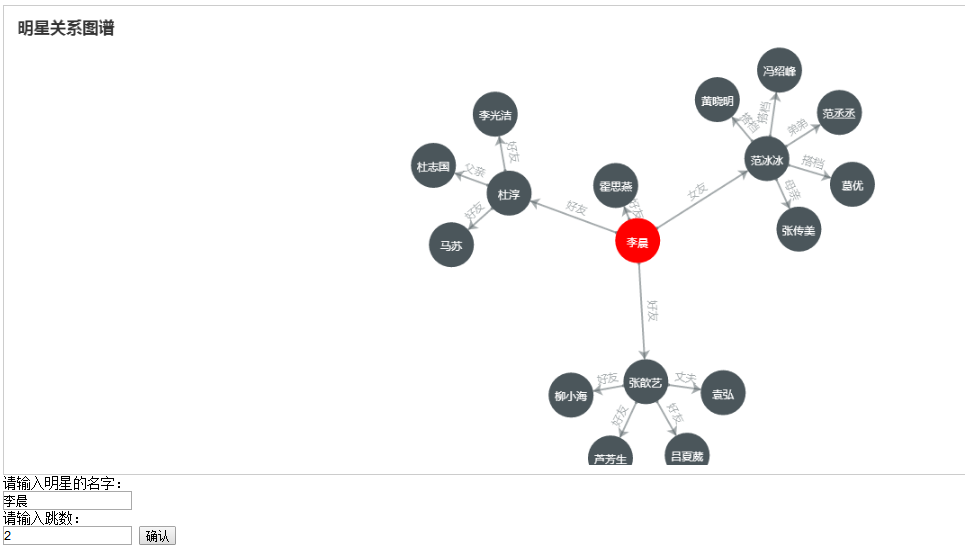 明星关系图谱
冯绍峰
黄晓明
范丞丞
搭档
搭档
弟弟
范冰冰
搭档
葛优
母亲
张传美
女友
李光洁
好友
杜志国
父亲
杜淳
好友
马苏
好友
霍思燕
好友
李晨
好友
张歆艺
好友
柳小海
丈夫
袁弘
好友
芦芳生
好友
吕夏葳
请输入明星的名字：
李晨
请输入跳数：
2
确认